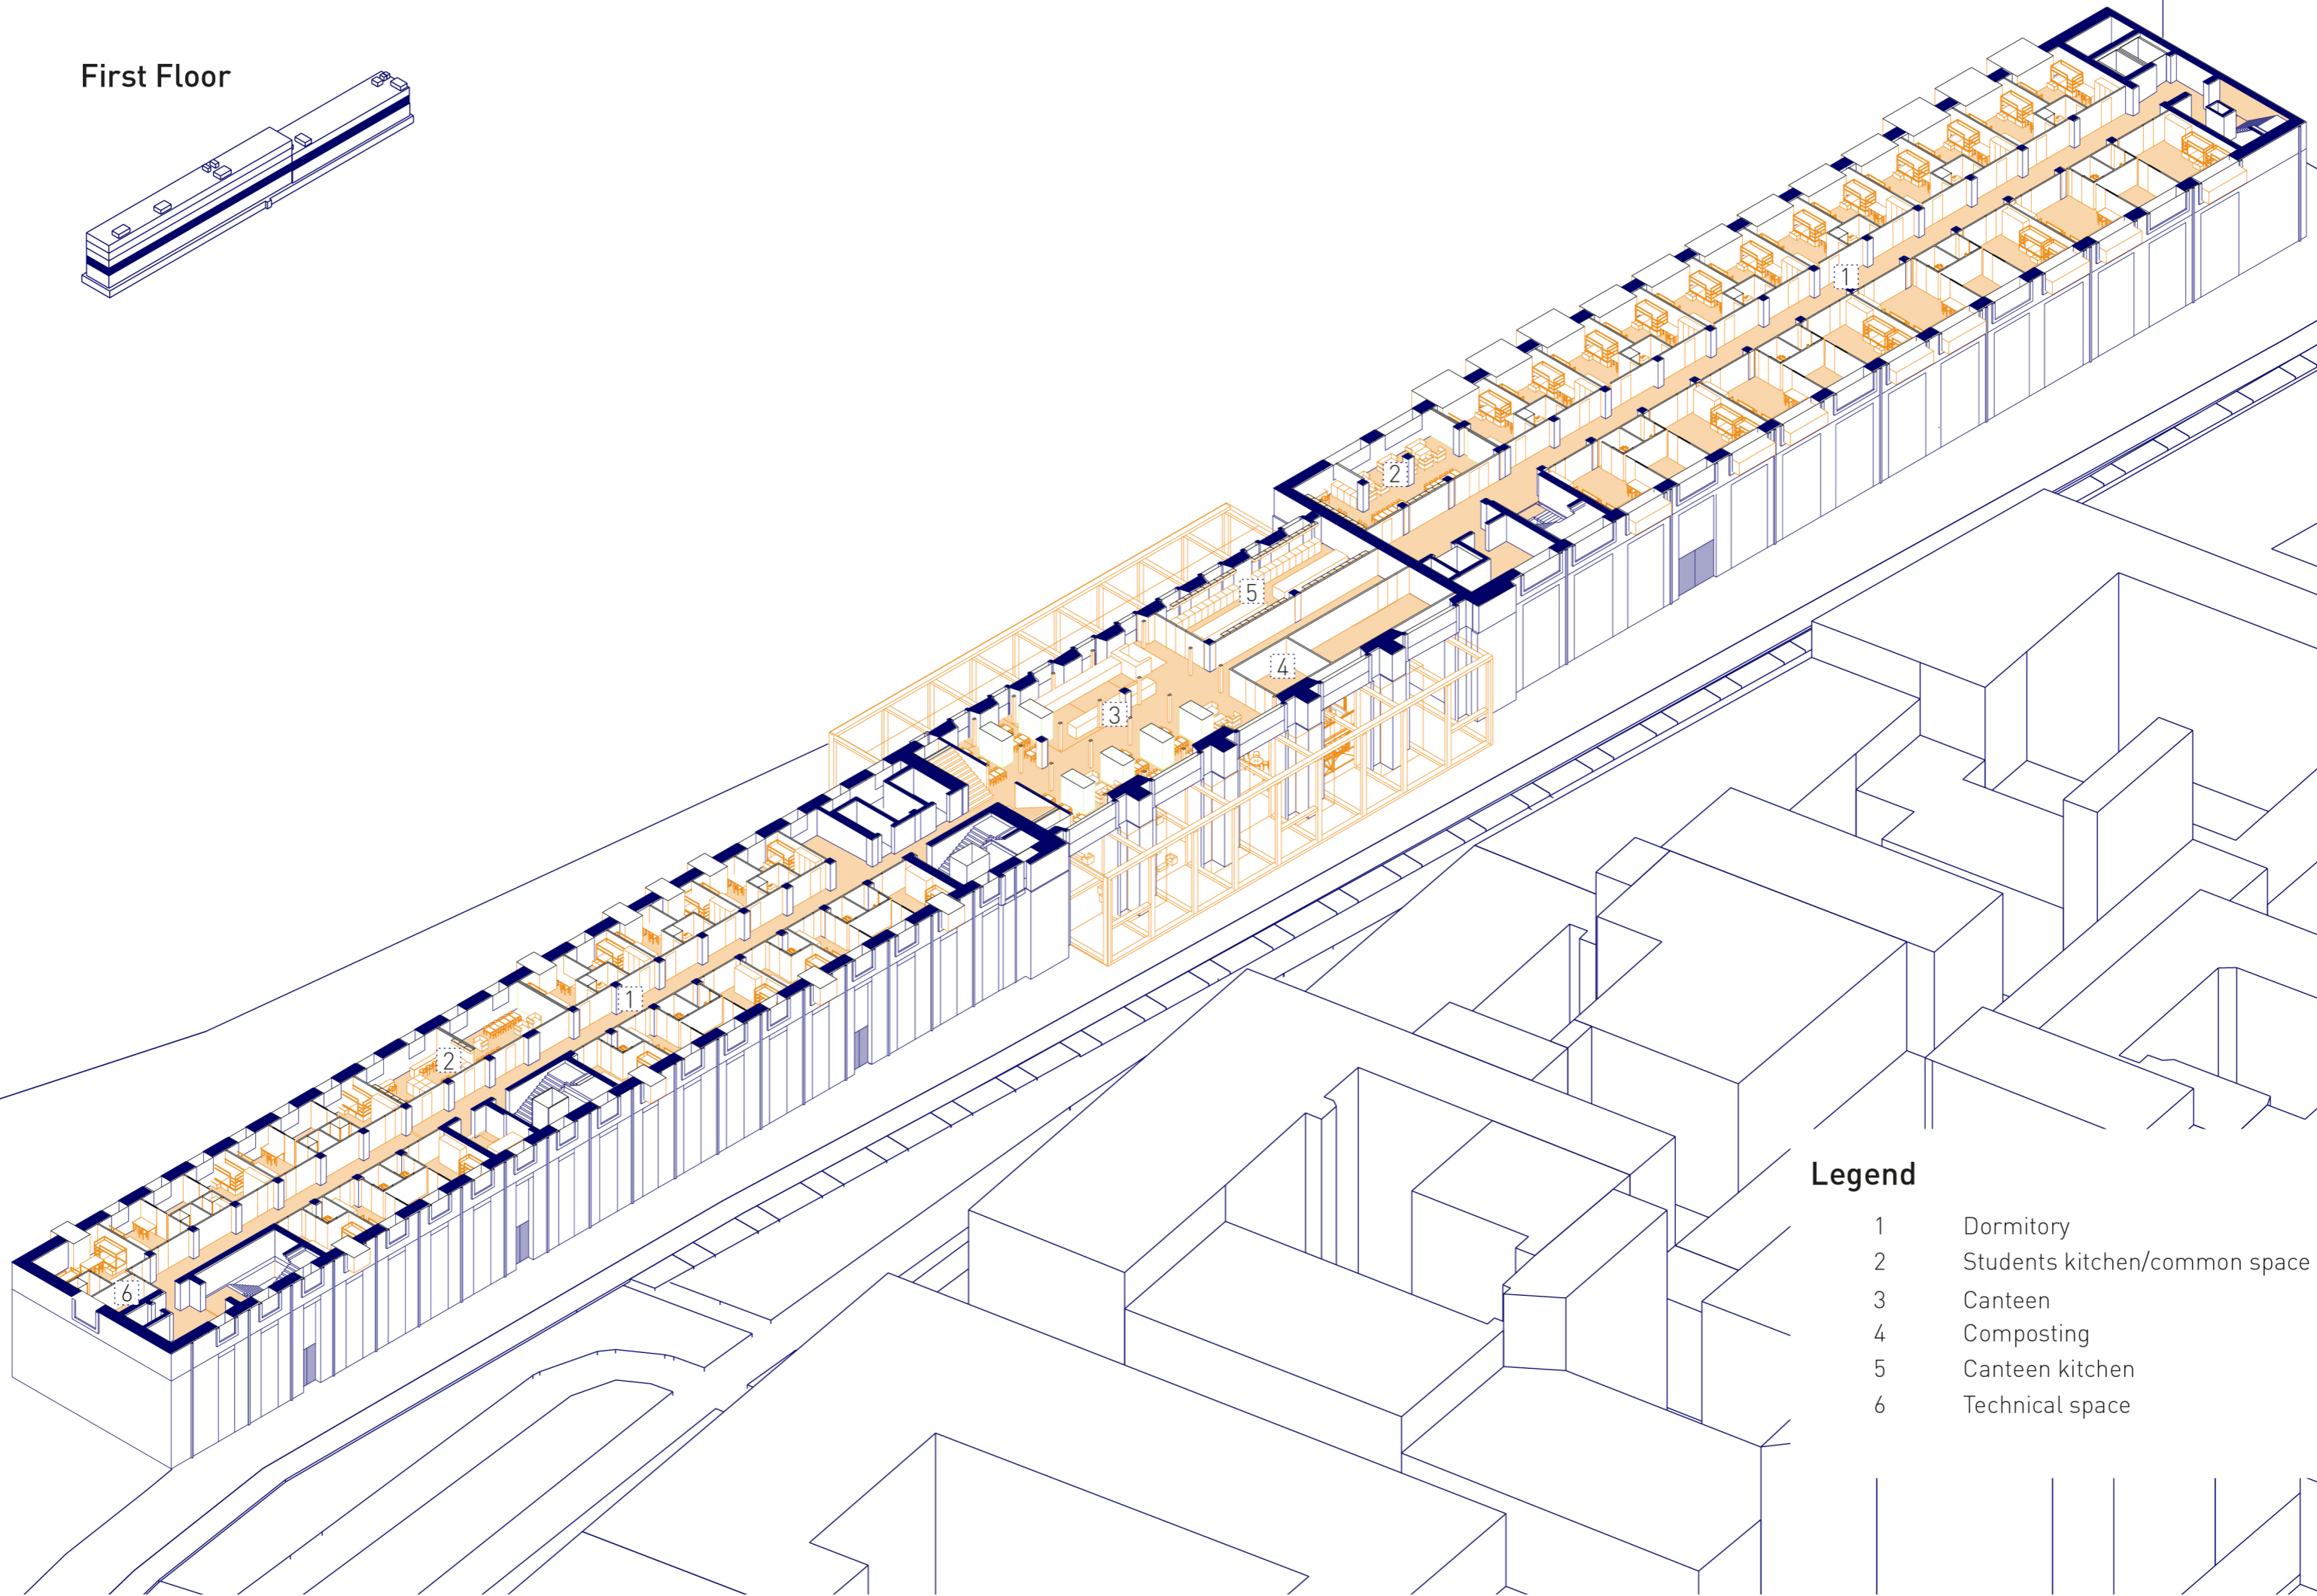 First Floor
1
2
5
4
3
1
2
6
Legend
1 Dormitory
2 Students kitchen/common space
3 Canteen
4 Composting
5 Canteen kitchen
6 Technical space